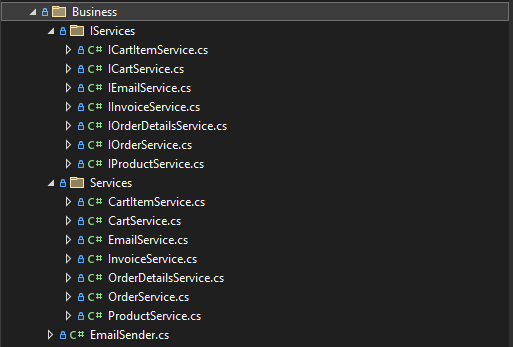 Business
IServices
C# ICartItemService.cs
C# ICartService.cs
C# IEmailService.cs
C# IInvoiceService.cs
C# IOrderDetailsService.cs
C# IOrderService.cs
C# IProductService.cs
Services
C# CartItemService.cs
C# CartService.cs
C# EmailService.cs
C# InvoiceService.cs
C# OrderDetailsService.cs
C# OrderService.cs
C# ProductService.cs
C# EmailSender.cs